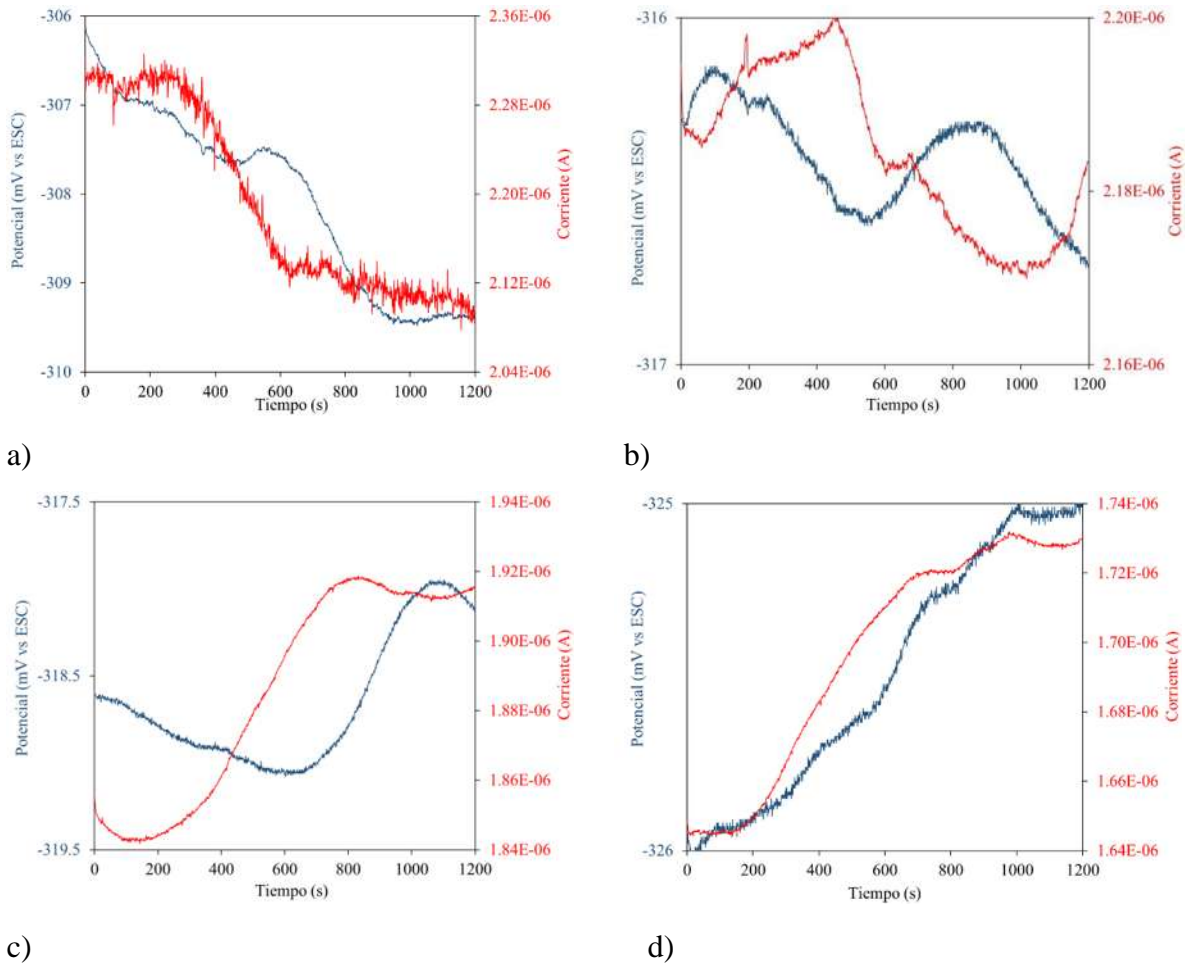 -306
-307
-308
-309
-310
Potencial (mV vs ESC)
2.36E-06
2.28E-06
2.20E-06
2.12E-06
2.04E-06
Corriente (A)
0 200 400 600 800 1000 1200
Tiempo (s)
a)
-316
-317
Potencial (mV vs ESC)
2.20E-06
2.18E-06
2.16E-06
Corriente (A)
0 200 400 600 800 1000 1200
Tiempo (s)
b)
-317.5
-318.5
-319.5
Potencial (mV vs ESC)
1.94E-06
1.92E-06
1.90E-06
1.88E-06
1.86E-06
1.84E-06
Corriente (A)
0 200 400 600 800 1000 1200
Tiempo (s)
c)
-325
-326
Potencial (mV vs ESC)
1.74E-06
1.72E-06
1.70E-06
1.68E-06
1.66E-06
1.64E-06
Corriente (A)
0 200 400 600 800 1000 1200
Tiempo (s)
d)